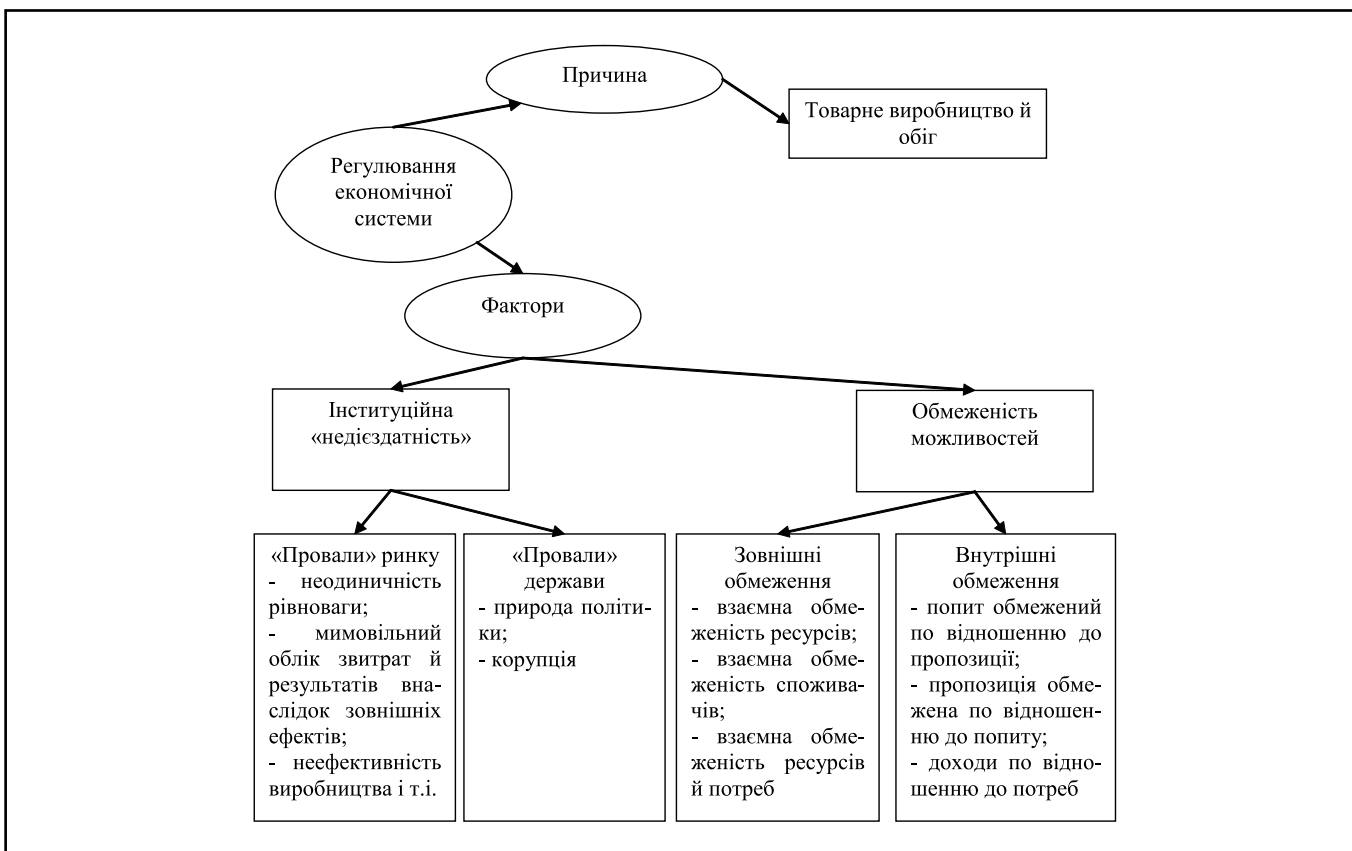 Причина
Товарне виробництво й
обіг
Регулювання
економічної
системи
Фактори
Інституційна
«недієздатність»
Обмеженість
можливостей
«Провали» ринку
- неодиничність
рівноваги;
- мимовільний
облік звитрат й
результатів вна-
слідок зовнішніх
ефектів;
- неефективність
виробництва і т.і.
«Провали»
держави
- природа політи-
ки;
- корупція
Зовнішні
обмеження
- взаємна обме-
женість ресурсів;
- взаємна обме-
женість спожива-
чів;
- взаємна обме-
женість ресурсів
й потреб
Внутрішні
обмеження
- попит обмежений
по відношенню до
пропозиції;
- пропозиція обме-
жена по відношен-
ню до попиту;
- доходи по відно-
шенню до потреб